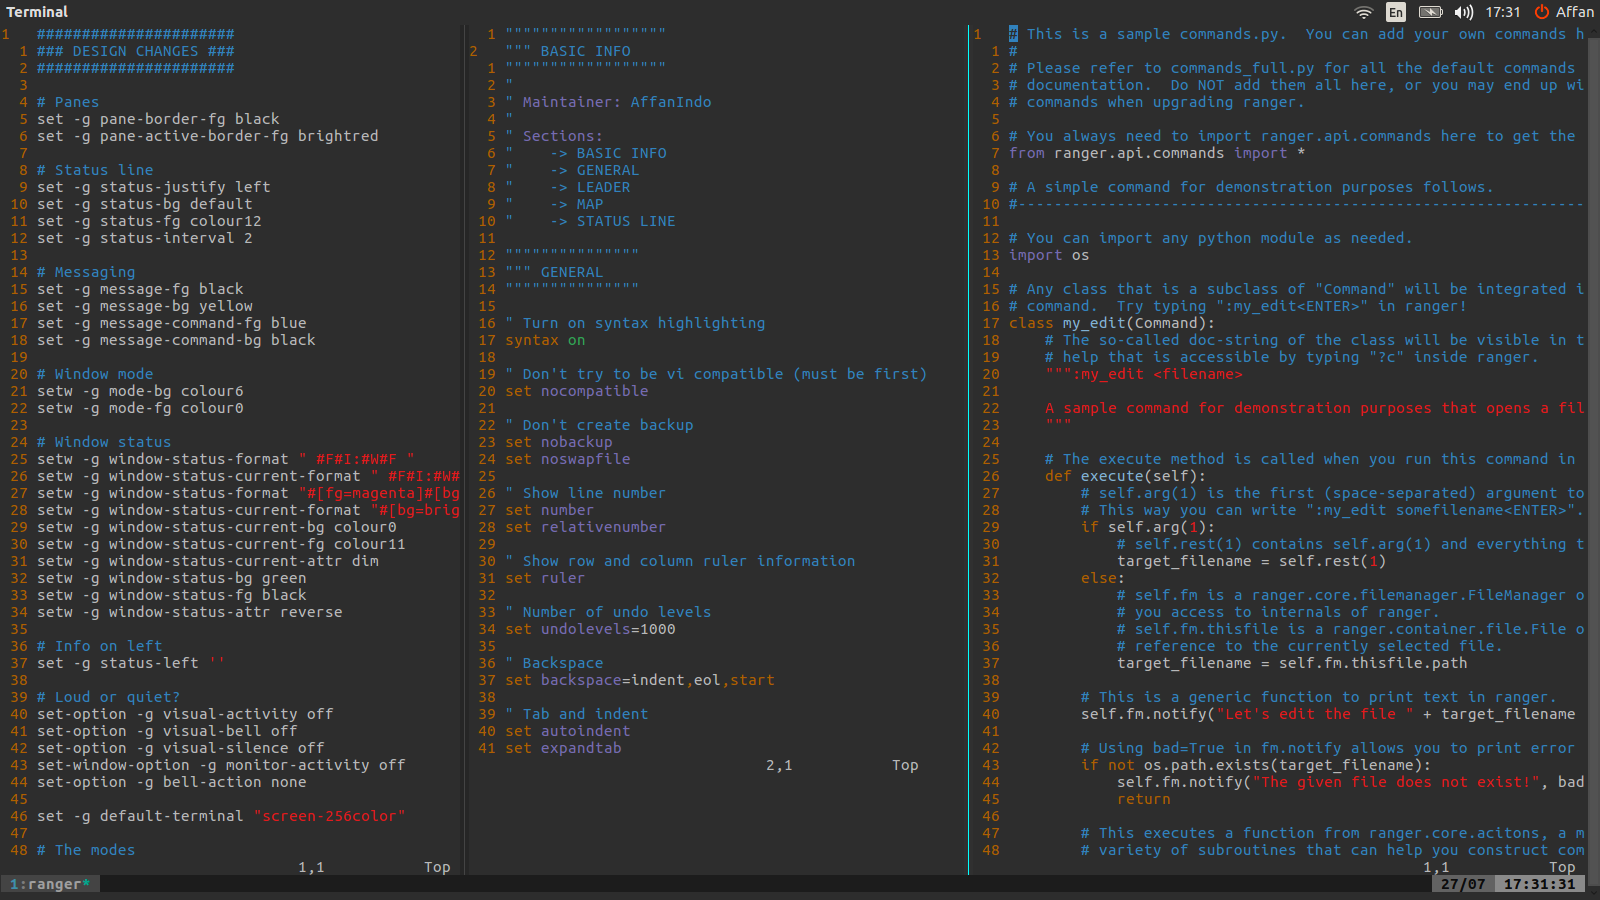 Terminal
En 17:31 Affan
1 ######################
1 ### DESIGN CHANGES ###
2 ######################
3
4 # Panes
5 set -g pane-border-fg black
6 set -g pane-active-border-fg brightred
7
8 # Status line
9 set -g status-justify left
10 set -g status-bg default
11 set -g status-fg colour12
12 set -g status-interval 2
13
14 # Messaging
15 set -g message-fg black
16 set -g message-bg yellow
17 set -g message-command-fg blue
18 set -g message-command-bg black
19
20 # Window mode
21 setw -g mode-bg colour6
22 setw -g mode-fg colour0
23
24 # Window status
25 setw -g window-status-format " #F#I:#W#F "
26 setw -g window-status-current-format " #F#I:#W#
27 setw -g window-status-format "#[fg=magenta]#[bg
28 setw -g window-status-current-format "#[bg=brig
29 setw -g window-status-current-bg colour0
30 setw -g window-status-current-fg colour11
31 setw -g window-status-current-attr dim
32 setw -g window-status-bg green
33 setw -g window-status-fg black
34 setw -g window-status-attr reverse
35
36 # Info on left
37 set -g status-left ''
38
39 # Loud or quiet?
40 set-option -g visual-activity off
41 set-option -g visual-bell off
42 set-option -g visual-silence off
43 set-window-option -g monitor-activity off
44 set-option -g bell-action none
45
46 set -g default-terminal "screen-256color"
47
48 # The modes
1,1 Top
1 """"""""""""""""""
2 """ BASIC INFO
1 """"""""""""""""""
2 "
3 " Maintainer: AffanIndo
4 "
5 " Sections:
6 " -> BASIC INFO
7 " -> GENERAL
8 " -> LEADER
9 " -> MAP
10 " -> STATUS LINE
11
12 """""""""""""""
13 """ GENERAL
14 """""""""""""""
15
16 " Turn on syntax highlighting
17 syntax on
18
19 " Don't try to be vi compatible (must be first)
20 set nocompatible
21
22 " Don't create backup
23 set nobackup
24 set noswapfile
25
26 " Show line number
27 set number
28 set relativenumber
29
30 " Show row and column ruler information
31 set ruler
32
33 " Number of undo levels
34 set undolevels=1000
35
36 " Backspace
37 set backspace=indent,eol,start
38
39 " Tab and indent
40 set autoindent
41 set expandtab
2,1 Top
1 # This is a sample commands.py.  You can add your own commands h
1 #
2 # Please refer to commands_full.py for all the default commands
3 # documentation.  Do NOT add them all here, or you may end up wi
4 # commands when upgrading ranger.
5
6 # You always need to import ranger.api.commands here to get the
7 from ranger.api.commands import *
8
9 # A simple command for demonstration purposes follows.
10 #---------------------------------------------------------------
11
12 # You can import any python module as needed.
13 import os
14
15 # Any class that is a subclass of "Command" will be integrated i
16 # command.  Try typing ":my_edit<ENTER>" in ranger!
17 class my_edit(Command):
18 # The so-called doc-string of the class will be visible in t
19 # help that is accessible by typing "?c" inside ranger.
20 """:my_edit <filename>
21
22 A sample command for demonstration purposes that opens a fil
23 """
24
25 # The execute method is called when you run this command in
26 def execute(self):
27 # self.arg(1) is the first (space-separated) argument to
28 # This way you can write ":my_edit somefilename<ENTER>".
29 if self.arg(1):
30 # self.rest(1) contains self.arg(1) and everything t
31 target_filename = self.rest(1)
32 else:
33 # self.fm is a ranger.core.filemanager.FileManager o
34 # you access to internals of ranger.
35 # self.fm.thisfile is a ranger.container.file.File o
36 # reference to the currently selected file.
37 target_filename = self.fm.thisfile.path
38
39 # This is a generic function to print text in ranger.
40 self.fm.notify("Let's edit the file " + target_filename
41
42 # Using bad=True in fm.notify allows you to print error
43 if not os.path.exists(target_filename):
44 self.fm.notify("The given file does not exist!", bad
45 return
46
47 # This executes a function from ranger.core.acitons, a m
48 # variety of subroutines that can help you construct com
1,1 Top
1:ranger*
27/07 17:31:31